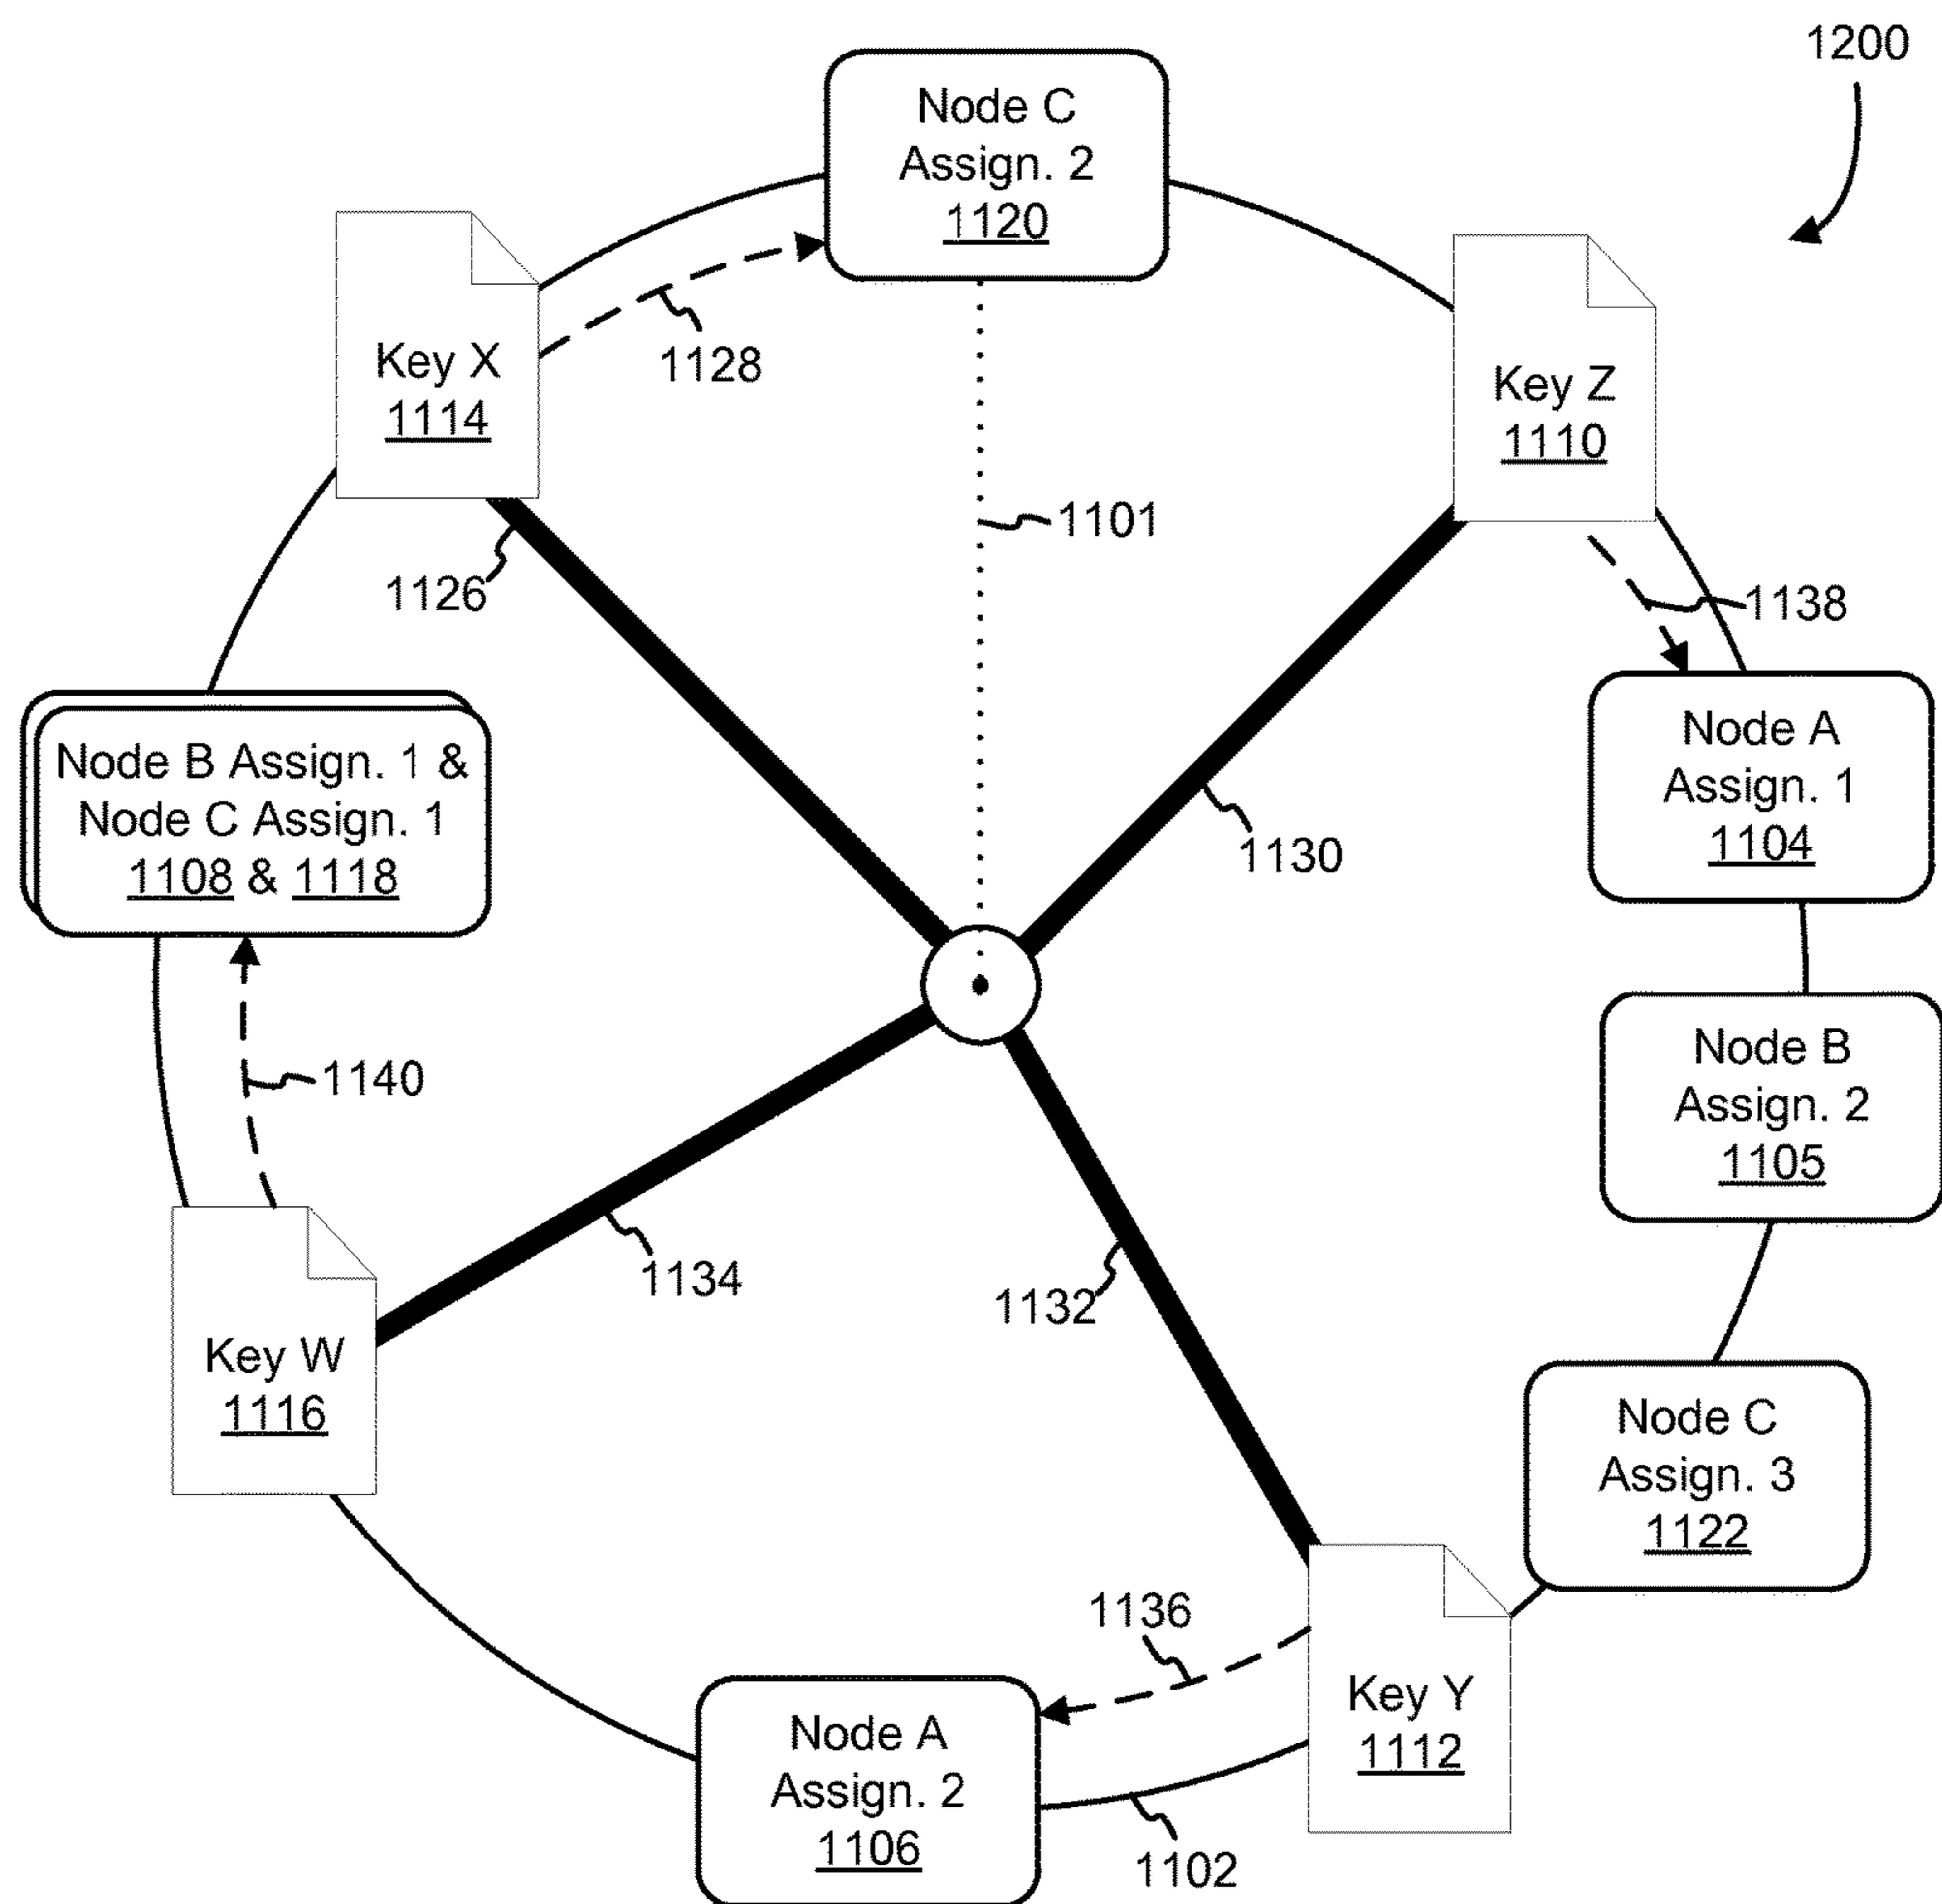 1200
Node C
Assign. 2
1120
Key X
1114
1128
Key Z
1110
1101
1126
1138
Node A
Assign. 1
1104
Node B Assign. 1 &
Node C Assign. 1
1108 & 1118
1130
Node B
Assign. 2
1105
1140
1134
1132
Key W
1116
Node C
Assign. 3
1122
1136
Key Y
1112
Node A
Assign. 2
1106
1102